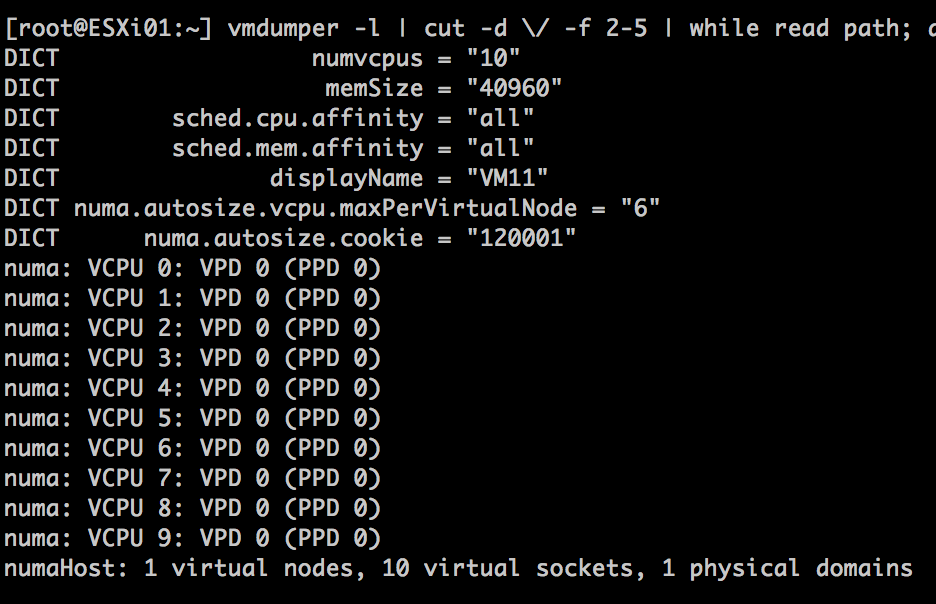 [root@ESXi01:~] vmdumper -l | cut -d \/ -f 2-5 | while read path;
DICT                    numvcpus = "10"
DICT                     memSize = "40960"
DICT          sched.cpu.affinity = "all"
DICT          sched.mem.affinity = "all"
DICT                 displayName = "VM11"
DICT numa.autosize.vcpu.maxPerVirtualNode = "6"
DICT        numa.autosize.cookie = "120001"
numa: VCPU 0: VPD 0 (PPD 0)
numa: VCPU 1: VPD 0 (PPD 0)
numa: VCPU 2: VPD 0 (PPD 0)
numa: VCPU 3: VPD 0 (PPD 0)
numa: VCPU 4: VPD 0 (PPD 0)
numa: VCPU 5: VPD 0 (PPD 0)
numa: VCPU 6: VPD 0 (PPD 0)
numa: VCPU 7: VPD 0 (PPD 0)
numa: VCPU 8: VPD 0 (PPD 0)
numa: VCPU 9: VPD 0 (PPD 0)
numaHost: 1 virtual nodes, 10 virtual sockets, 1 physical domains